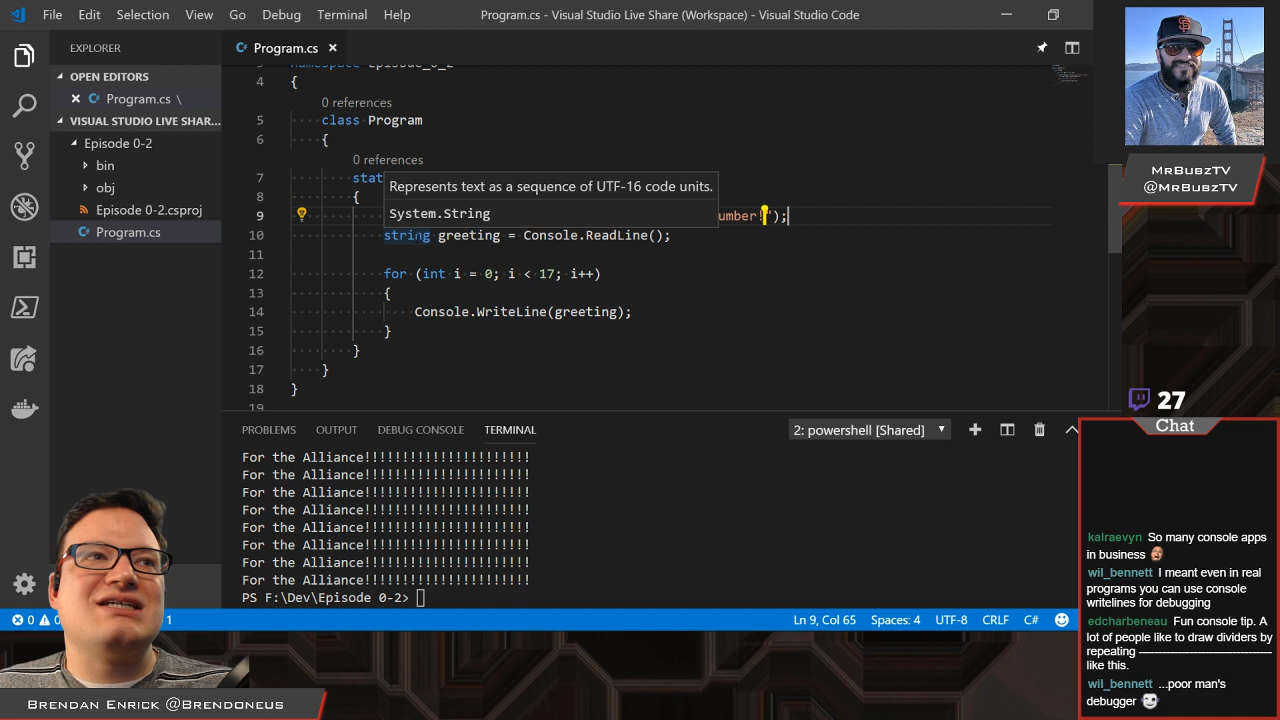 File Edit Selection View Go Debug Terminal Help
Program.cs - Visual Studio Live Share (Workspace) - Visual Studio Code
EXPLORER
OPEN EDITORS
Program.cs \
VISUAL STUDIO LIVE SHAR...
Episode 0-2
bin
obj
Episode 0-2.csproj
Program.cs
Program.cs
namespace Episode_0_2
4 {
0 references
5 class Program
6 {
0 references
7 stat
8 {
Represents text as a sequence of UTF-16 code units.
System.String
9 umber!");
10 string greeting = Console.ReadLine();
11
12 for (int i = 0; i < 17; i++)
13 {
14 Console.WriteLine(greeting);
15 }
16 }
17 }
18 }
19
PROBLEMS OUTPUT DEBUG CONSOLE TERMINAL
2: powershell [Shared]
For the Alliance!!!!!!!!!!!!!!!!!!!!!!
For the Alliance!!!!!!!!!!!!!!!!!!!!!!
For the Alliance!!!!!!!!!!!!!!!!!!!!!!
For the Alliance!!!!!!!!!!!!!!!!!!!!!!
For the Alliance!!!!!!!!!!!!!!!!!!!!!!
For the Alliance!!!!!!!!!!!!!!!!!!!!!!
For the Alliance!!!!!!!!!!!!!!!!!!!!!!
For the Alliance!!!!!!!!!!!!!!!!!!!!!!
PS F:\Dev\Episode 0-2>
0 1 Ln 9, Col 65 Spaces: 4 UTF-8 CRLF C#
MrBubzTV
@MrBubzTV
27
Chat
kalraevyn So many console apps
in business
wil_bennett I meant even in real
programs you can use console
writelines for debugging
edcharbeneau Fun console tip. A
lot of people like to draw dividers by
repeating -----------------------------------
like this.
wil_bennett ...poor man's
debugger
Brendan Enrick @Brendoneus